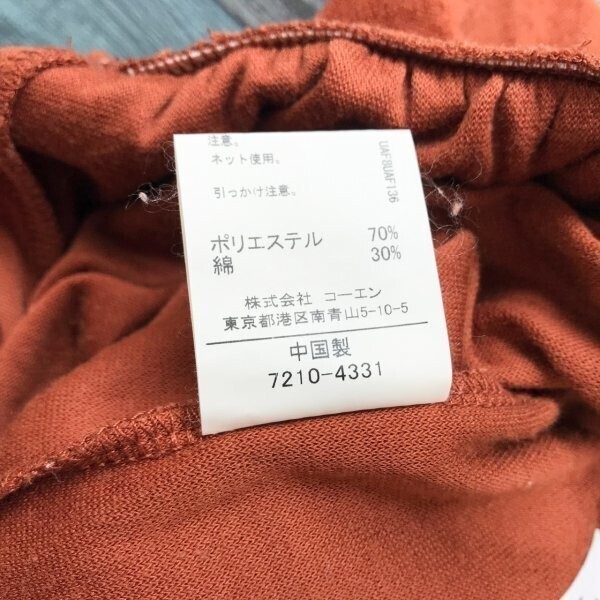 注意。
ネット使用。
引っかけ注意。
ポリエステル 70%
綿 30%
株式会社 コーエン
東京都港区南青山5-10-5
中国製
7210-4331